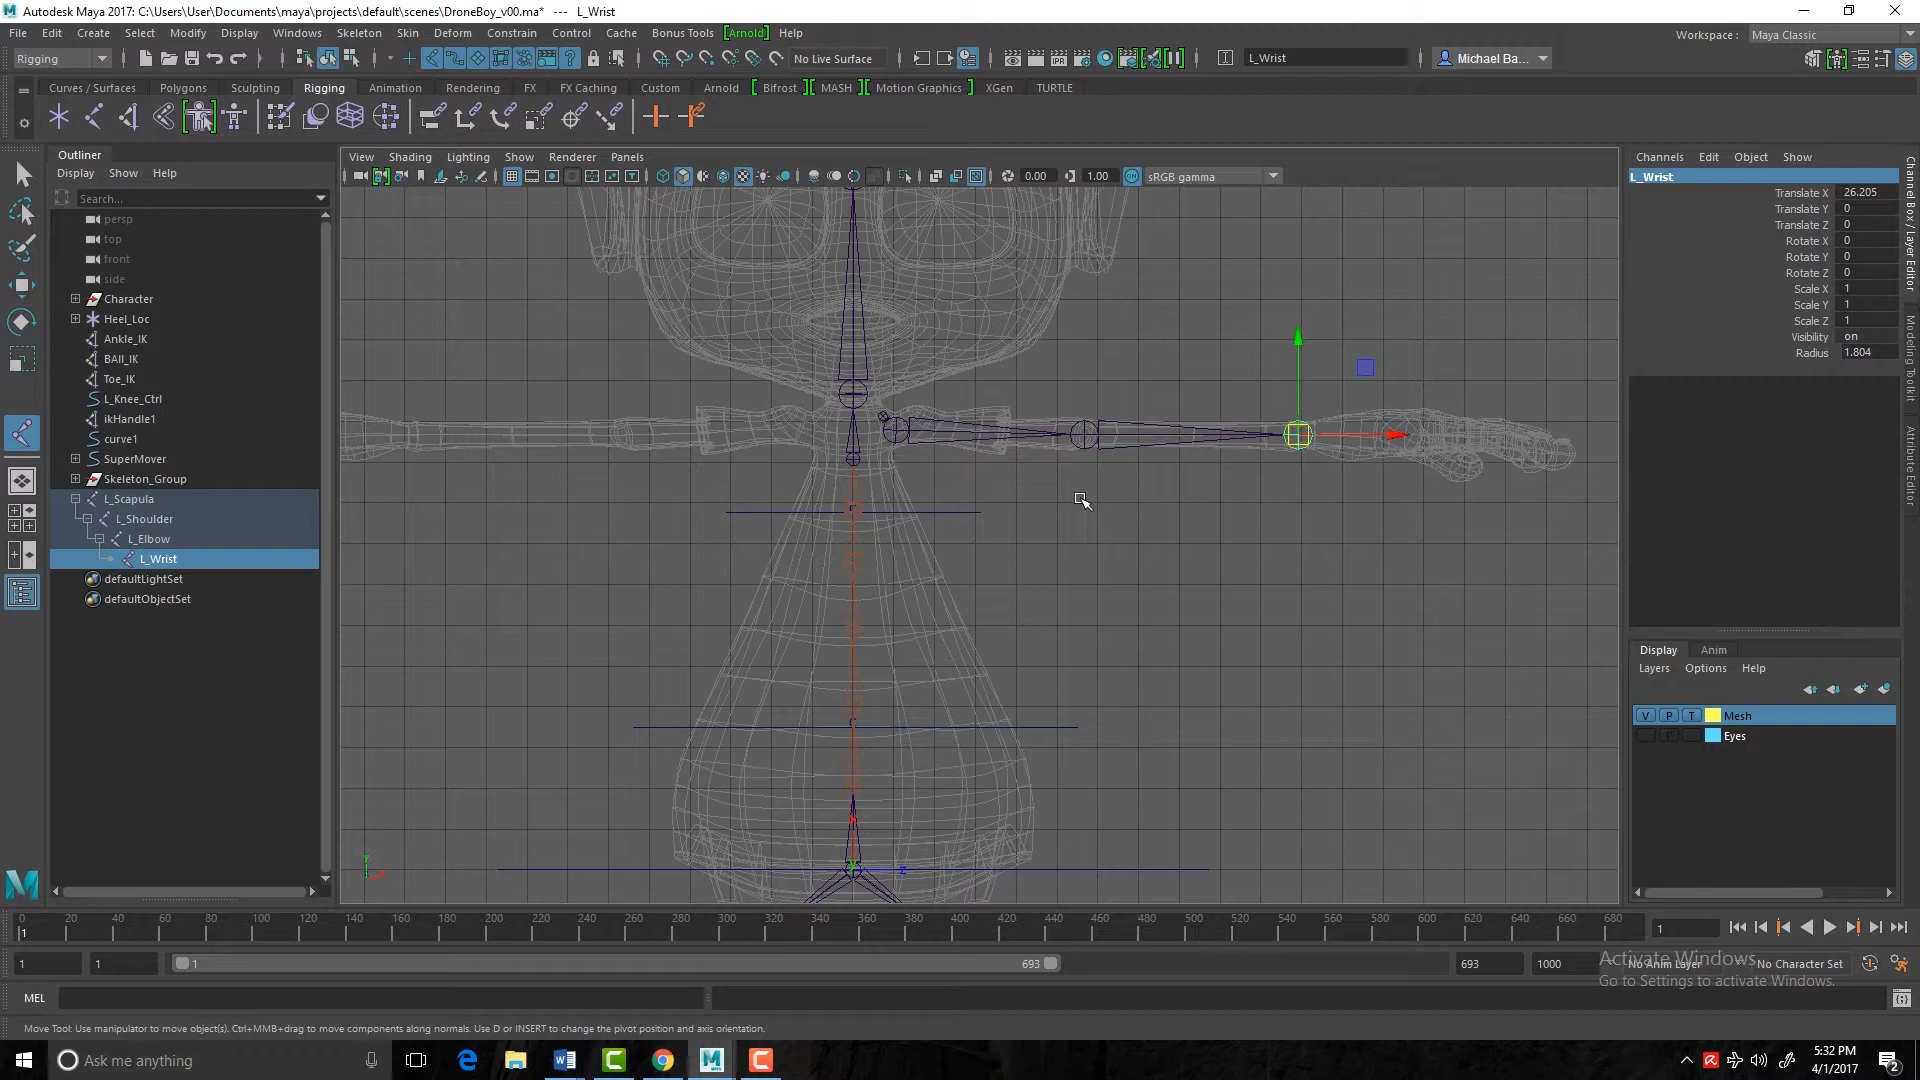 Autodesk Maya 2017: C:\Users\User\Documents\maya\projects\default\scenes\DroneBoy_v00.ma* --- L_Wrist
File Edit Create Select Modify Display Windows Skeleton Skin Deform Constrain Control Cache Bonus Tools [Arnold] Help
Workspace : Maya Classic
Rigging No Live Surface L_Wrist Michael Ba...
Curves / Surfaces Polygons Sculpting Rigging Animation Rendering FX FX Caching Custom Arnold [ Bifrost ] [ MASH ] [ Motion Graphics ] XGen TURTLE
Outliner
Display Show Help
Search...
persp
top
front
side
Character
Heel_Loc
Ankle_IK
BAll_IK
Toe_IK
L_Knee_Ctrl
ikHandle1
curve1
SuperMover
Skeleton_Group
L_Scapula
L_Shoulder
L_Elbow
L_Wrist
defaultLightSet
defaultObjectSet
View Shading Lighting Show Renderer Panels
0.00 1.00 sRGB gamma
Channels Edit Object Show
L_Wrist
Translate X 26.205
Translate Y 0
Translate Z 0
Rotate X 0
Rotate Y 0
Rotate Z 0
Scale X 1
Scale Y 1
Scale Z 1
Visibility on
Radius 1.804
Channel Box / Layer Editor
Modeling Toolkit
Attribute Editor
Display Anim
Layers Options Help
V P T Mesh
Eyes
0 20 40 60 80 100 120 140 160 180 200 220 240 260 280 300 320 340 360 380 400 420 440 460 480 500 520 540 560 580 600 620 640 660 680
1 1
1 1 1 693 693 1000 No Anim Layer No Character Set
Activate Windows
Go to Settings to activate Windows.
MEL
Move Tool: Use manipulator to move object(s). Ctrl+MMB+drag to move components along normals. Use D or INSERT to change the pivot position and axis orientation.
Ask me anything
5:32 PM
4/1/2017
2